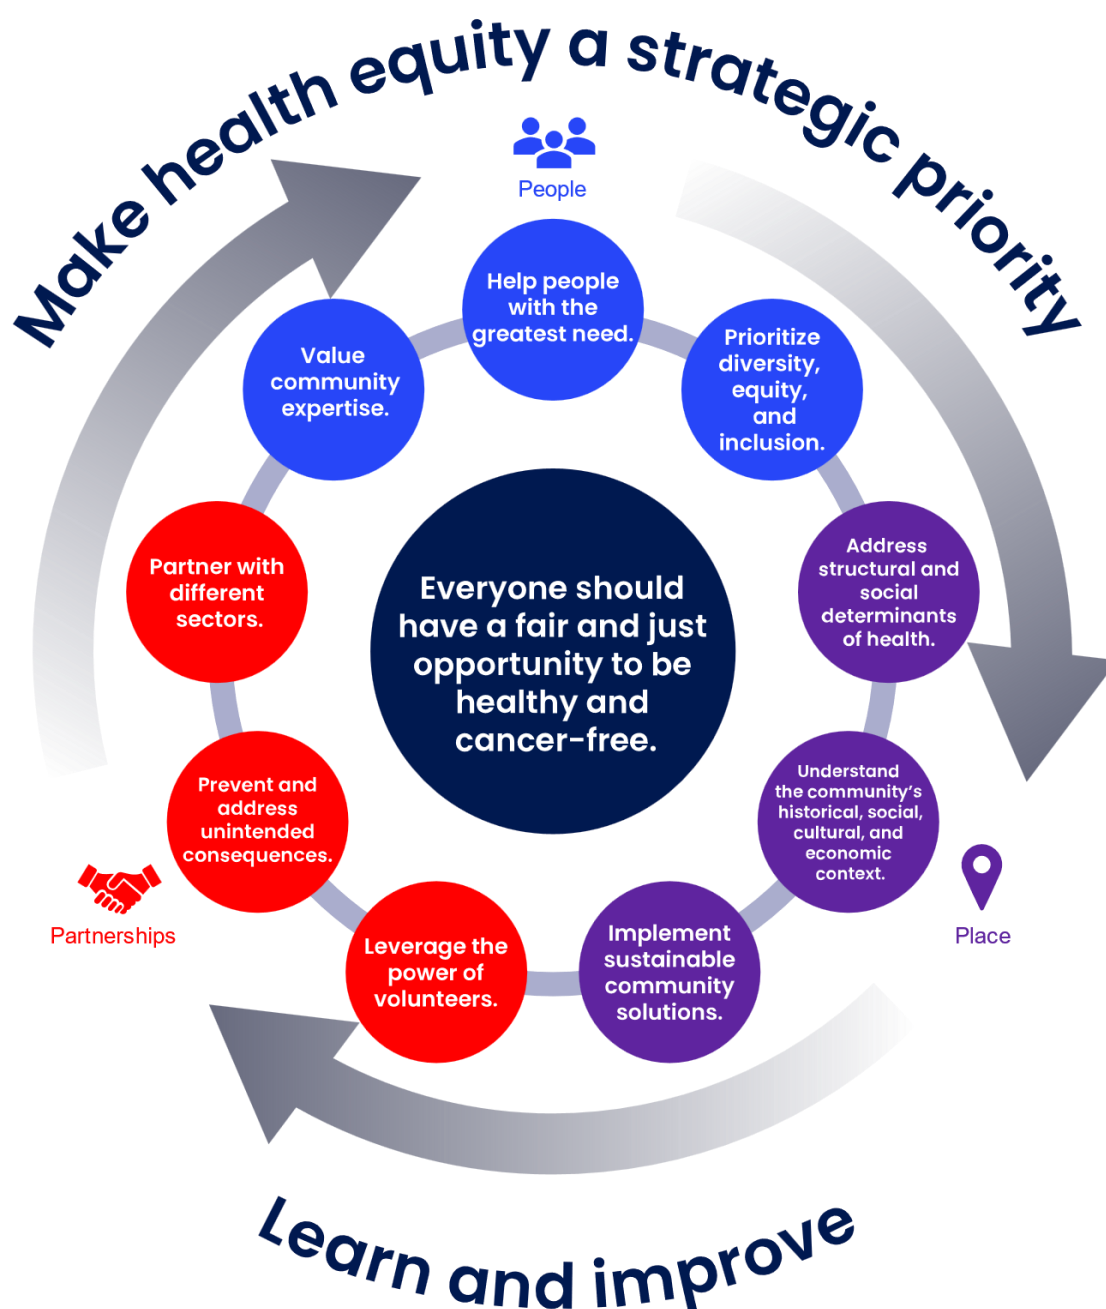 Make health equity a strategic priority
People
Help people
with the
greatest need.
Prioritize
diversity,
equity,
and
inclusion.
Value
community
expertise.
Address
structural and
social
determinants
of health.
Partner with
different
sectors.
Everyone should
have a fair and just
opportunity to be
healthy and
cancer-free.
Understand
the community’s
historical, social,
cultural, and
economic
context.
Place
Prevent and
address
unintended
consequences.
Partnerships
Implement
sustainable
community
solutions.
Leverage the
power of
volunteers.
Learn and improve